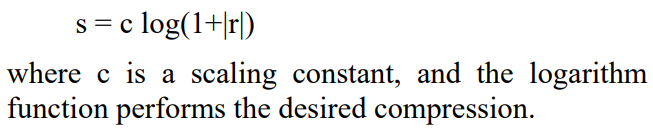 s = c log(1+|r|)
where c is a scaling constant, and the logarithm
function performs the desired compression.